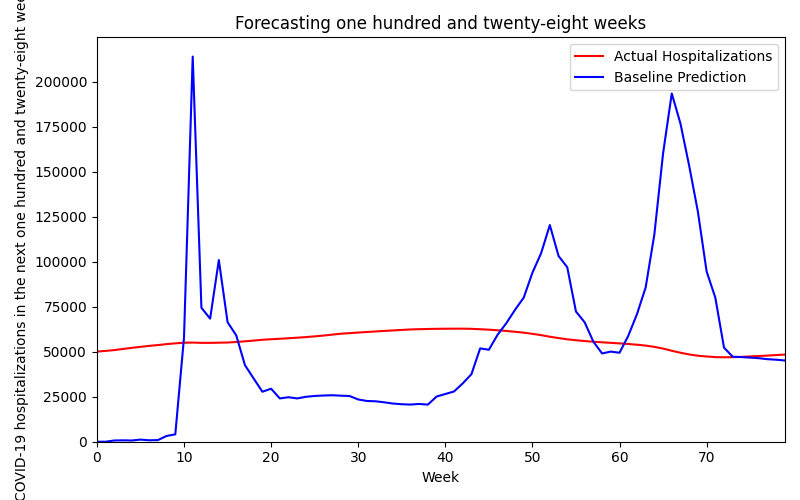 Forecasting one hundred and twenty-eight weeks
COVID-19 hospitalizations in the next one hundred and twenty-eight
200000
175000
150000
125000
100000
75000
50000
25000
0
Actual Hospitalizations
Baseline Prediction
0 10 20 30 40 50 60 70
Week